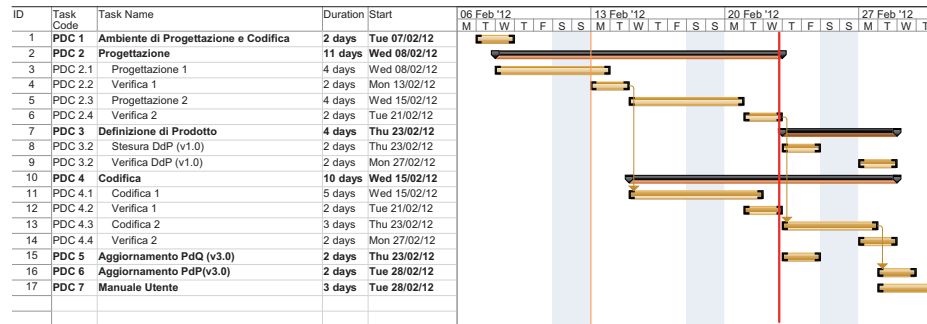 ID Task Code Task Name Duration Start 06 Feb '12 13 Feb '12 20 Feb '12 27 Feb '12
M T W T F S S M T W T F S S M T W T F S S M T W T
1 PDC 1 Ambiente di Progettazione e Codifica 2 days Tue 07/02/12
2 PDC 2 Progettazione 11 days Wed 08/02/12
3 PDC 2.1 Progettazione 1 4 days Wed 08/02/12
4 PDC 2.2 Verifica 1 2 days Mon 13/02/12
5 PDC 2.3 Progettazione 2 4 days Wed 15/02/12
6 PDC 2.4 Verifica 2 2 days Tue 21/02/12
7 PDC 3 Definizione di Prodotto 4 days Thu 23/02/12
8 PDC 3.2 Stesura DdP (v1.0) 2 days Thu 23/02/12
9 PDC 3.2 Verifica DdP (v1.0) 2 days Mon 27/02/12
10 PDC 4 Codifica 10 days Wed 15/02/12
11 PDC 4.1 Codifica 1 5 days Wed 15/02/12
12 PDC 4.2 Verifica 1 2 days Tue 21/02/12
13 PDC 4.3 Codifica 2 3 days Thu 23/02/12
14 PDC 4.4 Verifica 2 2 days Mon 27/02/12
15 PDC 5 Aggiornamento PdQ (v3.0) 2 days Thu 23/02/12
16 PDC 6 Aggiornamento PdP(v3.0) 2 days Tue 28/02/12
17 PDC 7 Manuale Utente 3 days Tue 28/02/12